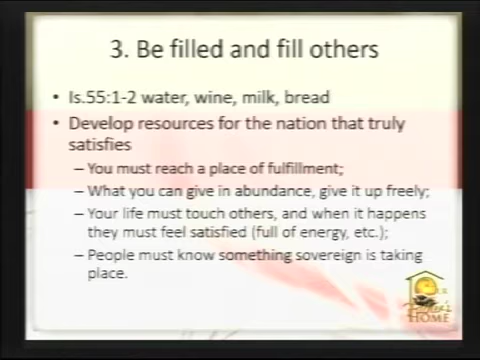 3. Be filled and fill others
• Is.55:1-2 water, wine, milk, bread
• Develop resources for the nation that truly
satisfies
– You must reach a place of fulfillment;
– What you can give in abundance, give it up freely;
– Your life must touch others, and when it happens
they must feel satisfied (full of energy, etc.);
– People must know something sovereign is taking
place.
HOME